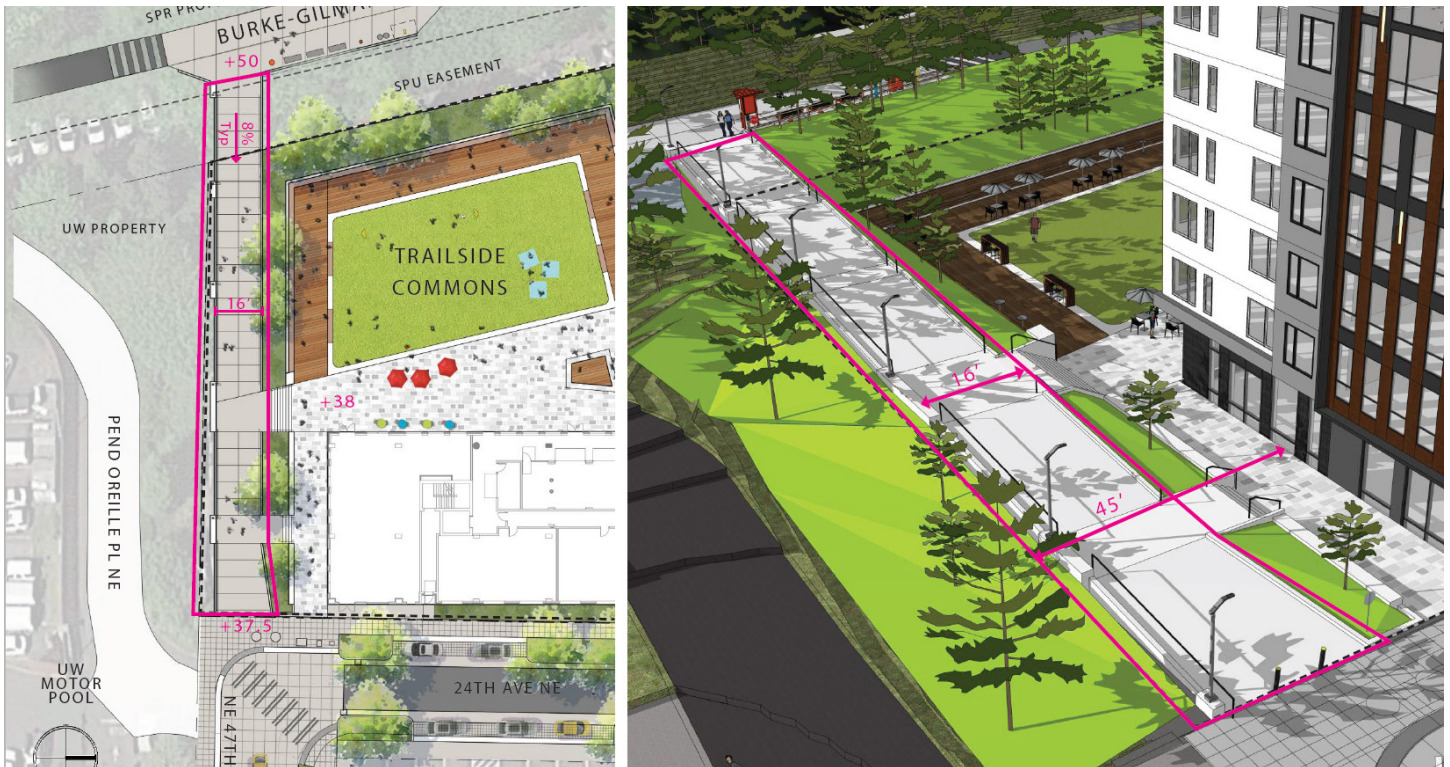 SPR PRO
BURKE-GILMA
+50
SPU EASEMENT
8%
Typ
UW PROPERTY
TRAILSIDE
COMMONS
16'
+38
PEND OREILLE PL NE
+37.5
UW
MOTOR
POOL
NE 47TH
24TH AVE NE
16'
45'